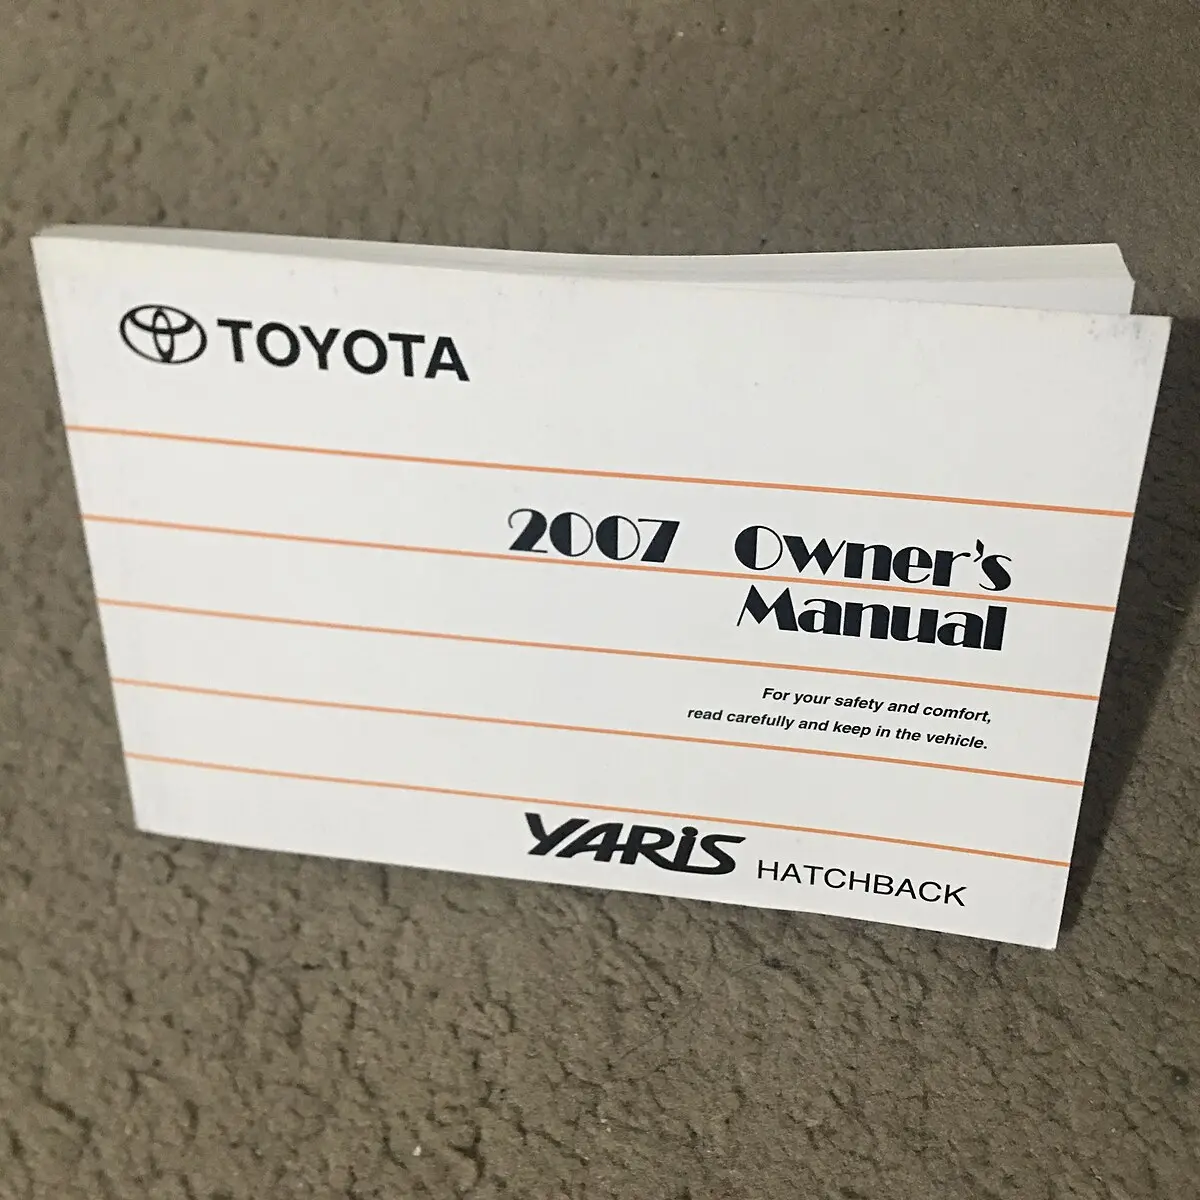 TOYOTA
2007 Owner's
Manual
For your safety and comfort,
read carefully and keep in the vehicle.
YARiS HATCHBACK